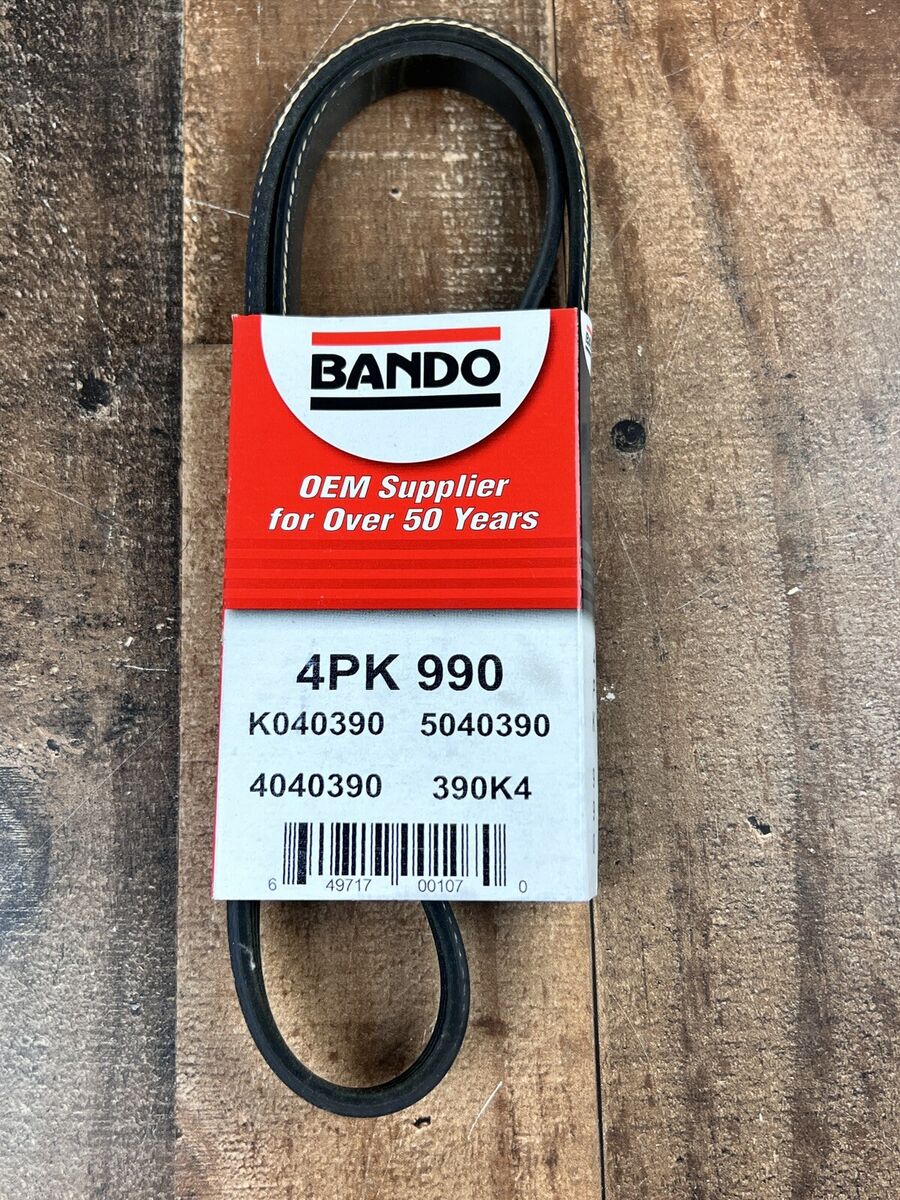 BANDO
OEM Supplier
for Over 50 Years
4PK 990
K040390 5040390
4040390 390K4
6 49717 00107 0